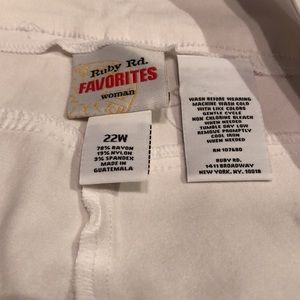 Ruby Rd.
FAVORITES
woman
22W
78% RAYON
19% NYLON
3% SPANDEX
MADE IN
GUATEMALA
WASH BEFORE WEARING
MACHINE WASH COLD
WITH LIKE COLORS
GENTLE CYCLE
NON CHLORINE BLEACH
WHEN NEEDED
TUMBLE DRY LOW
REMOVE PROMPTLY
COOL IRON
WHEN NEEDED
RN 107680
RUBY RD.
1411 BROADWAY
NEW YORK, NY. 10018